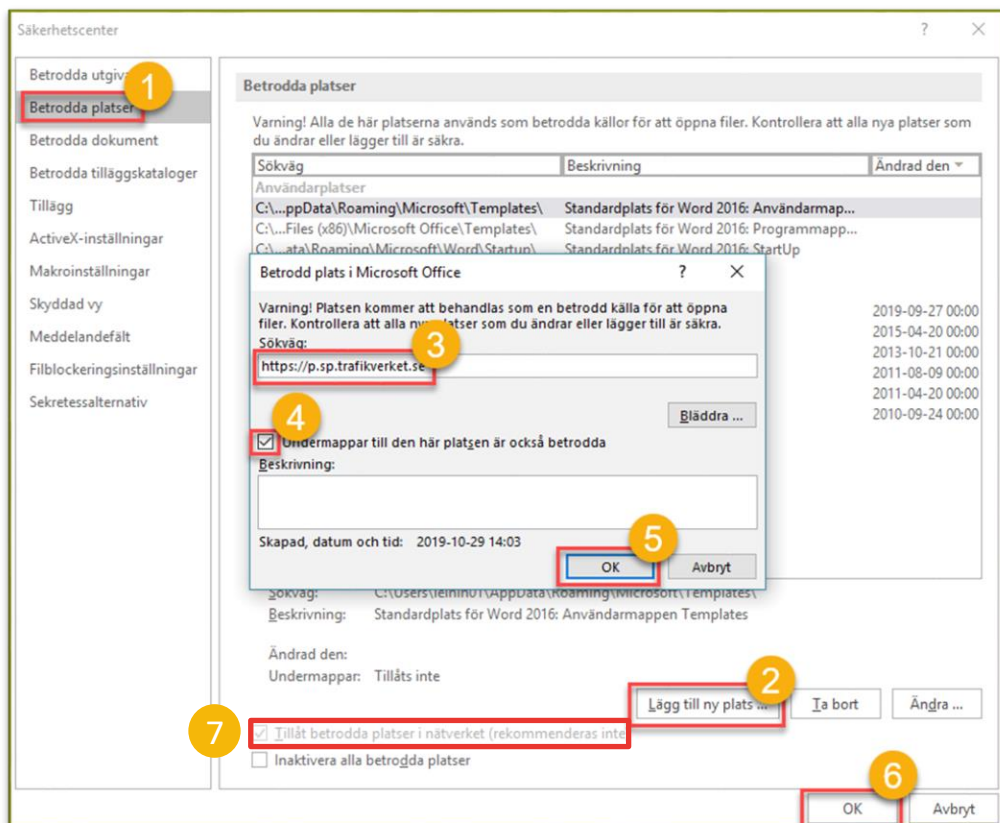 Säkerhetscenter ?
Betrodda utgiva
1
Betrodda platser
Betrodda dokument
Betrodda tilläggskataloger
Tillägg
ActiveX-inställningar
Makroinställningar
Skyddad vy
Meddelandefält
Filblockeringsinställningar
Sekretessalternativ
Betrodda platser
Varning! Alla de här platserna används som betrodda källor för att öppna filer. Kontrollera att alla nya platser som
du ändrar eller lägger till är säkra.
Sökväg Beskrivning Ändrad den
Användarplatser
C:\...ppData\Roaming\Microsoft\Templates\ Standardplats för Word 2016: Användarmap...
C:\...Files (x86)\Microsoft Office\Templates\ Standardplats för Word 2016: Programmapp...
C:\...ata\Roaming\Microsoft\Word\Startup\ Standardplats för Word 2016: StartUp
2019-09-27 00:00
2015-04-20 00:00
2013-10-21 00:00
2011-08-09 00:00
2011-04-20 00:00
2010-09-24 00:00
Betrodd plats i Microsoft Office ?
Varning! Platsen kommer att behandlas som en betrodd källa för att öppna
filer. Kontrollera att alla nya platser som du ändrar eller lägger till är säkra.
Sökväg:
3
https://p.sp.trafikverket.se
Bläddra ...
4
Undermappar till den här platsen är också betrodda
Beskrivning:
Skapad, datum och tid: 2019-10-29 14:03
5
OK Avbryt
Sökväg: C:\Users\leinin01\AppData\Roaming\Microsoft\Templates\
Beskrivning: Standardplats för Word 2016: Användarmappen Templates
Ändrad den:
Undermappar: Tillåts inte
2
Lägg till ny plats ... Ta bort Ändra ...
7
Tillåt betrodda platser i nätverket (rekommenderas inte
Inaktivera alla betrodda platser
6
OK Avbryt